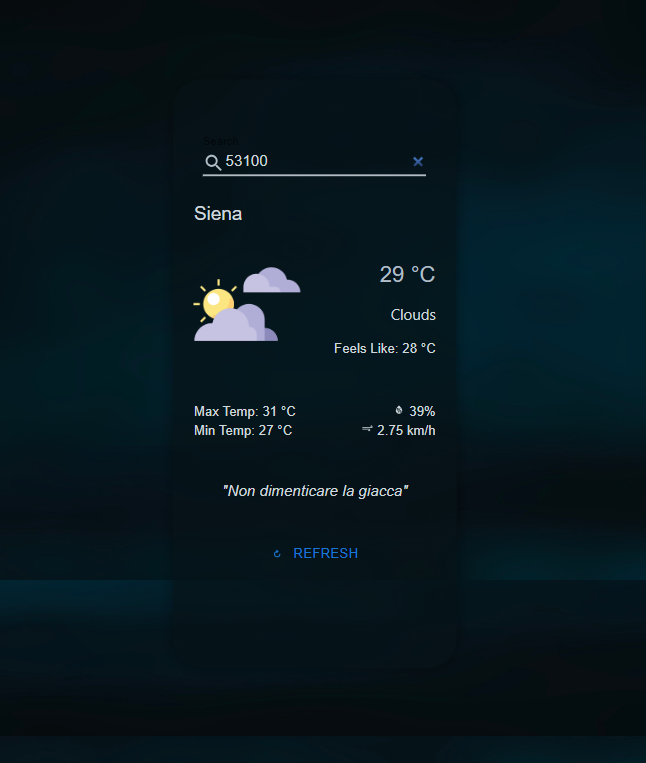 Search
53100
Siena
29 °C
Clouds
Feels Like: 28 °C
Max Temp: 31 °C
39%
Min Temp: 27 °C
2.75 km/h
"Non dimenticare la giacca"
REFRESH